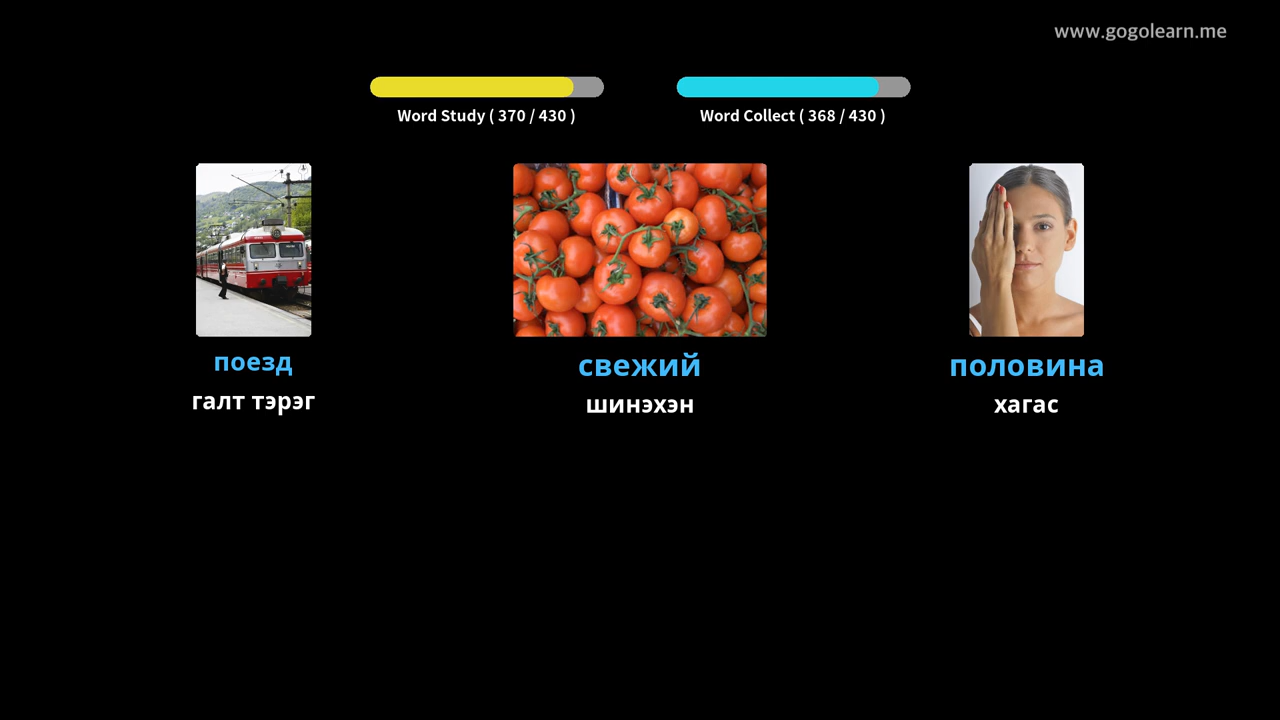 www.gogolearn.me
Word Study ( 370 / 430 )
Word Collect ( 368 / 430 )
поезд
галт тэрэг
свежий
шинэхэн
половина
хагас